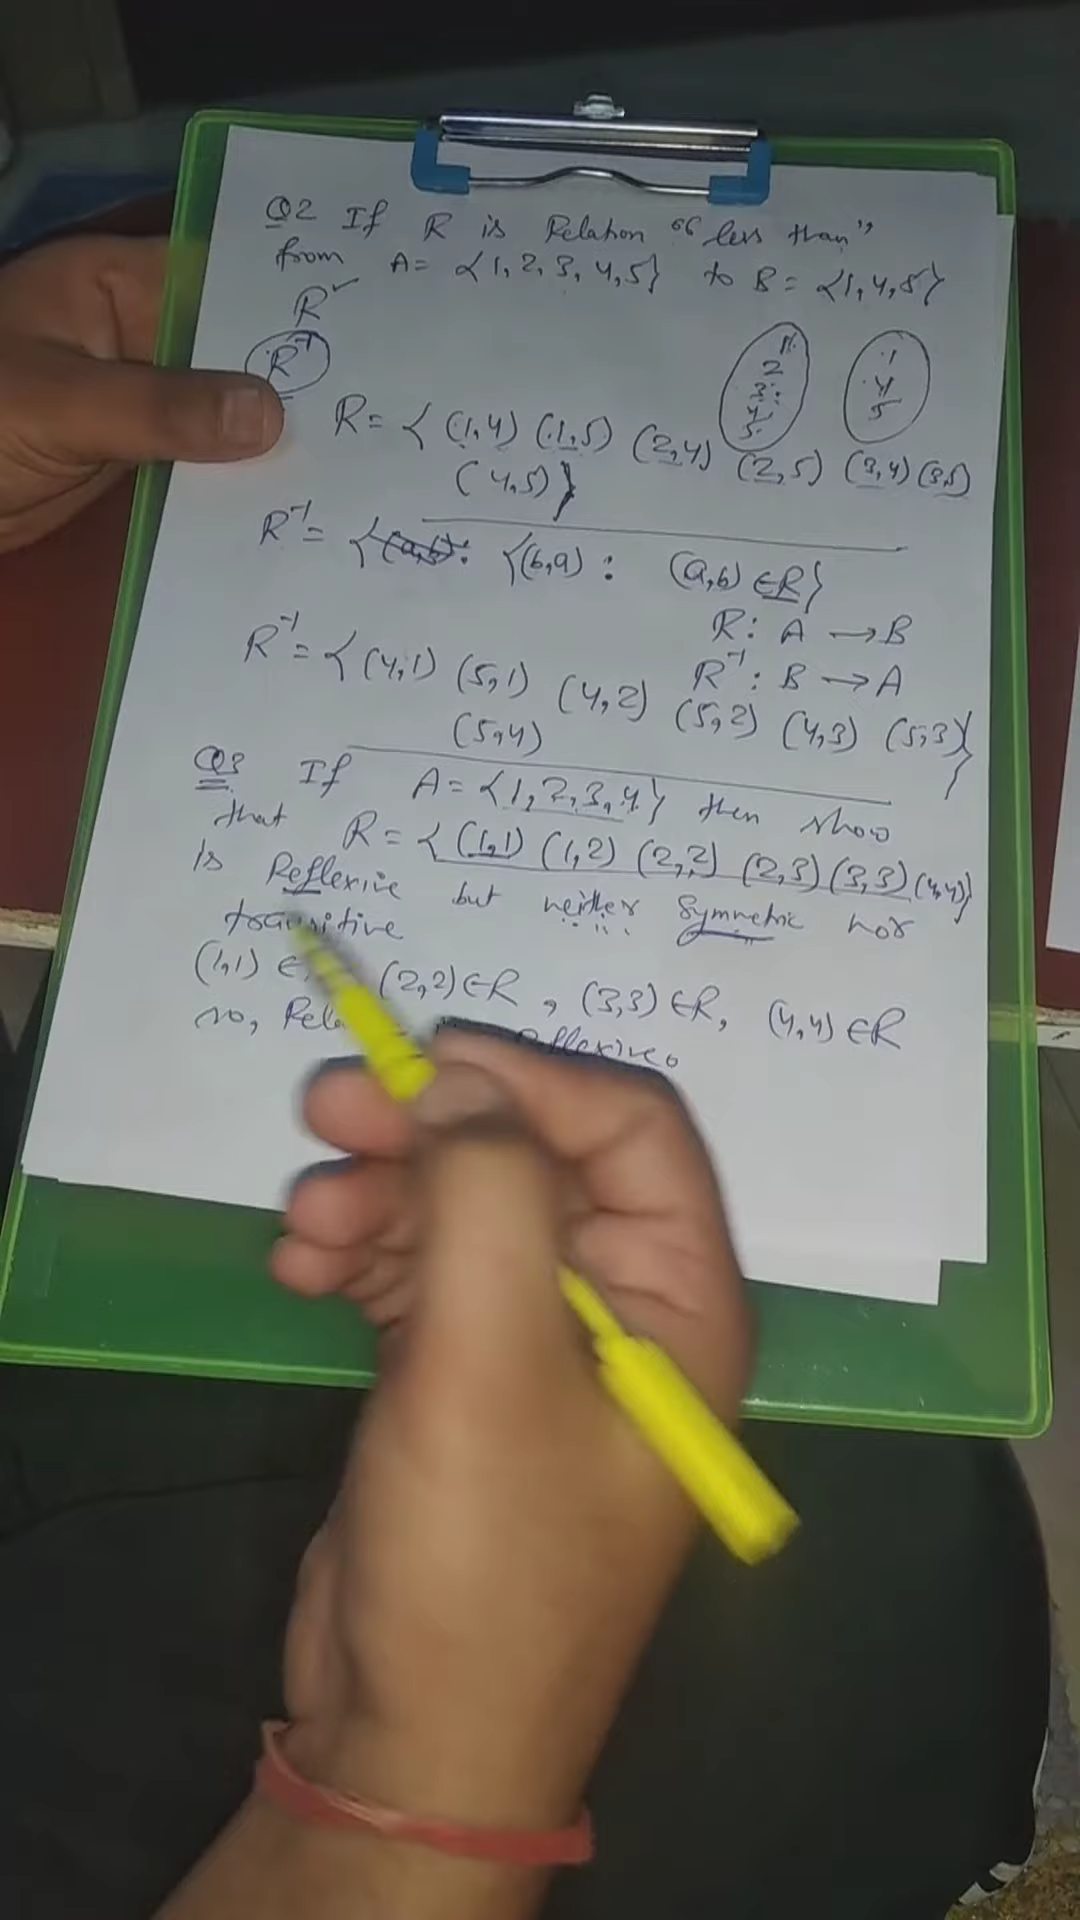 Q2 If R is Relation "less than"
from A = {1, 2, 3, 4, 5} to B = {1, 4, 5}
R ✓
R⁻¹
1
2
3
4
5
1
4
5
R = { (1,4) (1,5) (2,4) (2,5) (3,4) (3,5)
(4,5) }
R⁻¹ = { (a,b): { (b,a) : (a,b) ∈ R }
R : A → B
R⁻¹ : B → A
R⁻¹ = { (4,1) (5,1) (4,2) (5,2) (4,3) (5,3) }
(5,4)
Q3 If A = {1, 2, 3, 4} then show
that R = { (1,1) (1,2) (2,2) (2,3) (3,3) (4,4) }
is Reflexive but neither Symmetric nor
transitive
(1,1) ∈ (2,2) ∈ R , (3,3) ∈ R, (4,4) ∈ R
so, Reflexive.